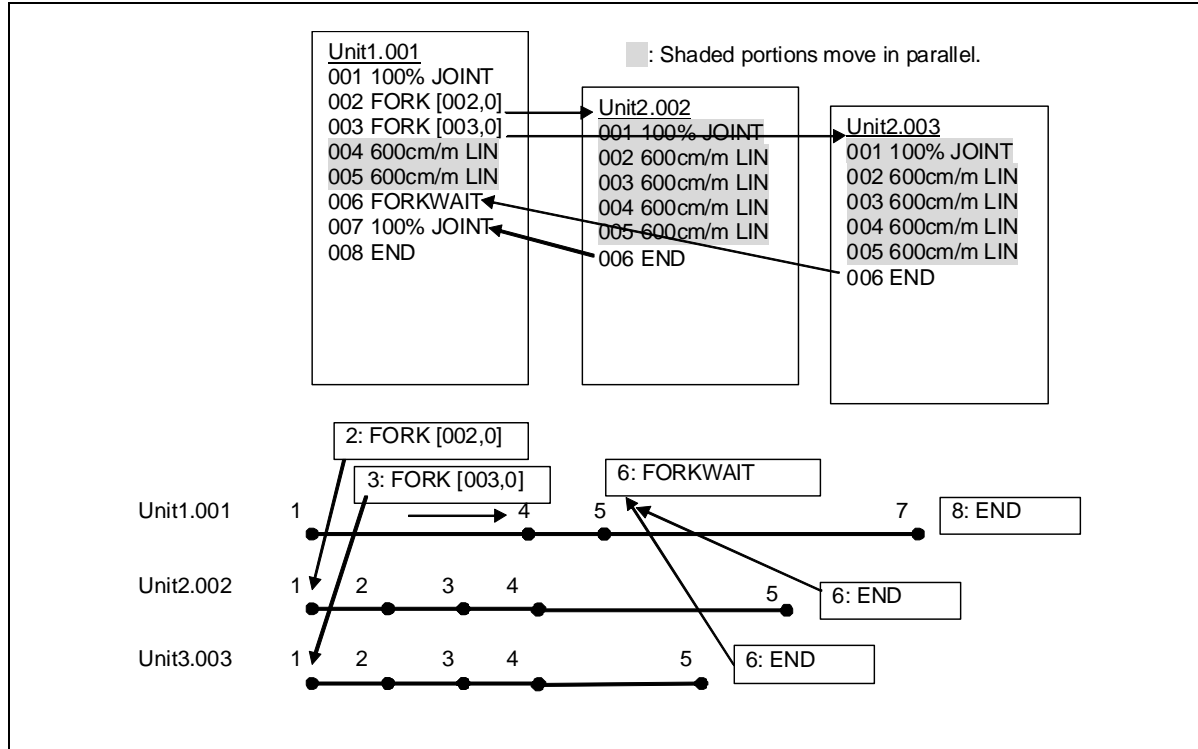 Unit1.001
001 100% JOINT
002 FORK [002,0]
003 FORK [003,0]
004 600cm/m LIN
005 600cm/m LIN
006 FORKWAIT
007 100% JOINT
008 END
: Shaded portions move in parallel.
Unit2.002
001 100% JOINT
002 600cm/m LIN
003 600cm/m LIN
004 600cm/m LIN
005 600cm/m LIN
006 END
Unit2.003
001 100% JOINT
002 600cm/m LIN
003 600cm/m LIN
004 600cm/m LIN
005 600cm/m LIN
006 END
2: FORK [002,0]
3: FORK [003,0]
6: FORKWAIT
Unit1.001 1 4 5 7 8: END
Unit2.002 1 2 3 4 5 6: END
Unit3.003 1 2 3 4 5 6: END